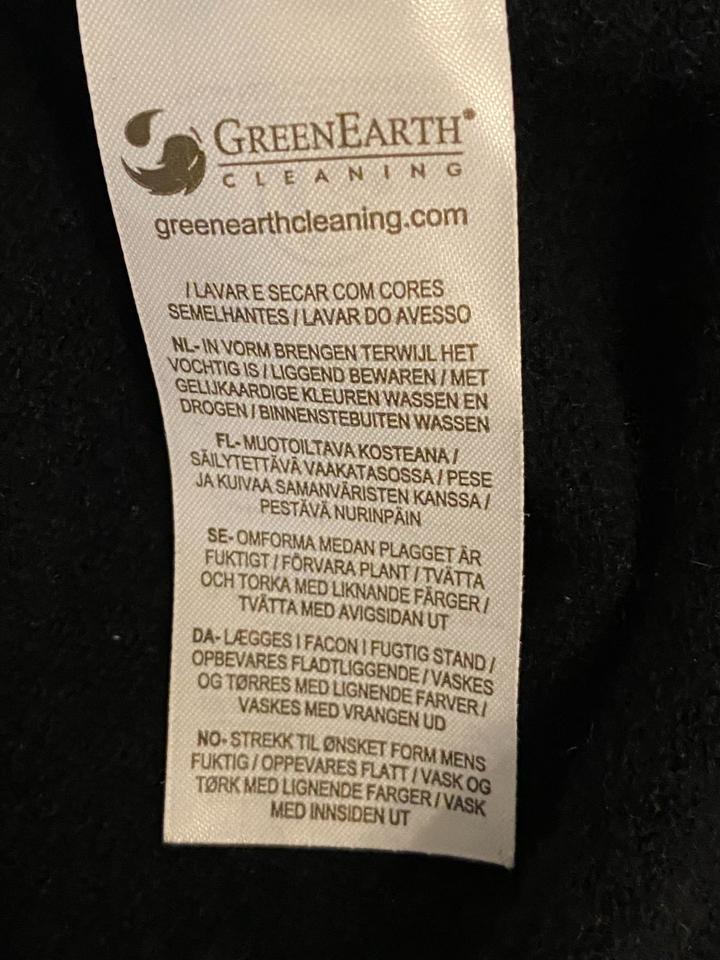 GREENEARTH®
CLEANING
greenearthcleaning.com
/ LAVAR E SECAR COM CORES
SEMELHANTES / LAVAR DO AVESSO
NL- IN VORM BRENGEN TERWIJL HET
VOCHTIG IS / LIGGEND BEWAREN / MET
GELIJKAARDIGE KLEUREN WASSEN EN
DROGEN / BINNENSTEBUITEN WASSEN
FL- MUOTOILTAVA KOSTEANA /
SÄILYTETTÄVÄ VAAKATASOSSA / PESE
JA KUIVAA SAMANVÄRISTEN KANSSA /
PESTÄVÄ NURINPÄIN
SE- OMFORMA MEDAN PLAGGET ÄR
FUKTIGT / FÖRVARA PLANT / TVÄTTA
OCH TORKA MED LIKNANDE FÄRGER /
TVÄTTA MED AVIGSIDAN UT
DA- LÆGGES I FACON I FUGTIG STAND /
OPBEVARES FLADTLIGGENDE / VASKES
OG TØRRES MED LIGNENDE FARVER /
VASKES MED VRANGEN UD
NO- STREKK TIL ØNSKET FORM MENS
FUKTIG / OPPEVARES FLATT / VASK OG
TØRK MED LIGNENDE FARGER / VASK
MED INNSIDEN UT